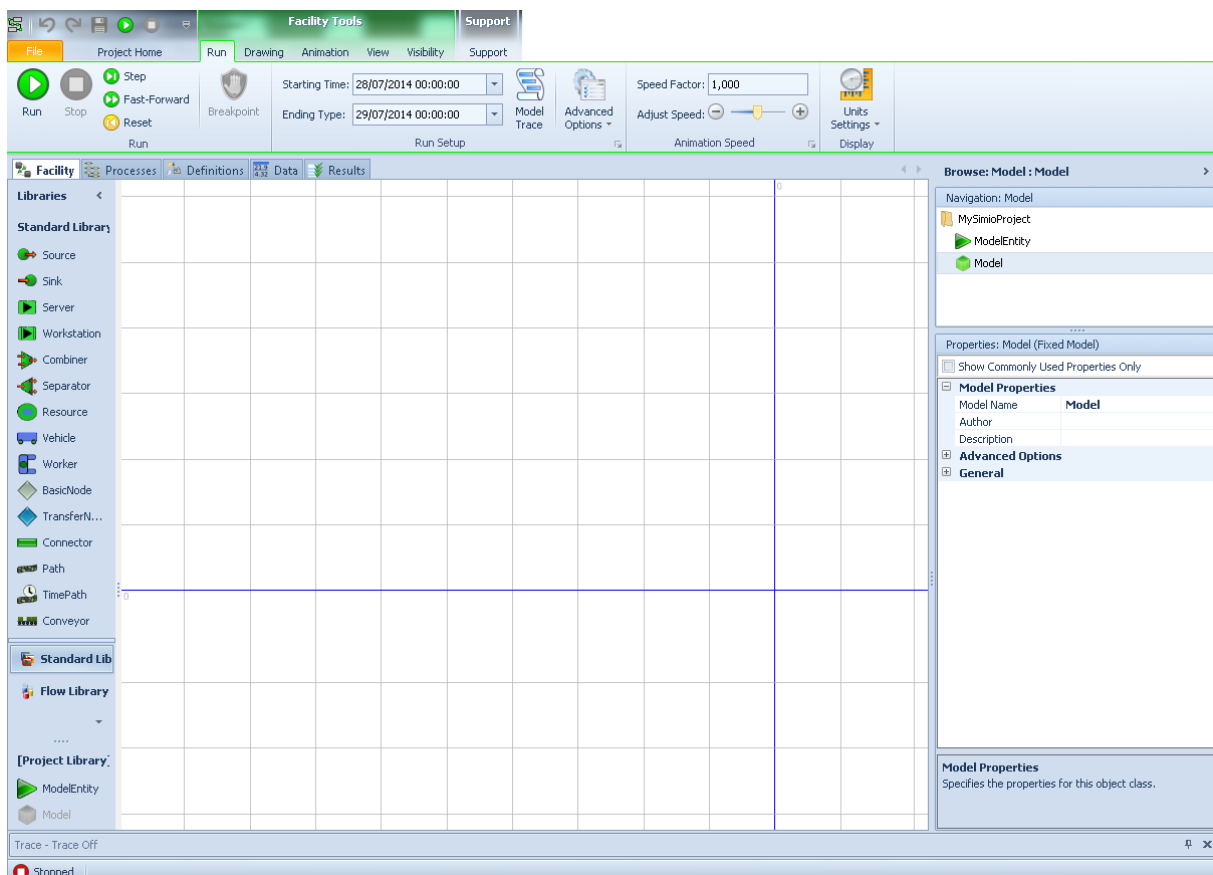 Facility Tools Support
File Project Home Run Drawing Animation View Visibility Support
Run
Stop
Step
Fast-Forward
Reset
Run
Breakpoint
Starting Time: 28/07/2014 00:00:00
Ending Type: 29/07/2014 00:00:00
Model
Trace
Advanced
Options
Run Setup
Speed Factor: 1,000
Adjust Speed:
Animation Speed
Units
Settings
Display
Facility Processes Definitions Data Results
Libraries
Standard Library
Source
Sink
Server
Workstation
Combiner
Separator
Resource
Vehicle
Worker
BasicNode
TransferN...
Connector
Path
TimePath
Conveyor
Standard Lib
Flow Library
[Project Library]
ModelEntity
Model
0
0
Browse: Model : Model
Navigation: Model
MySimioProject
ModelEntity
Model
Properties: Model (Fixed Model)
Show Commonly Used Properties Only
Model Properties
Model Name Model
Author
Description
Advanced Options
General
Model Properties
Specifies the properties for this object class.
Trace - Trace Off
Stopped